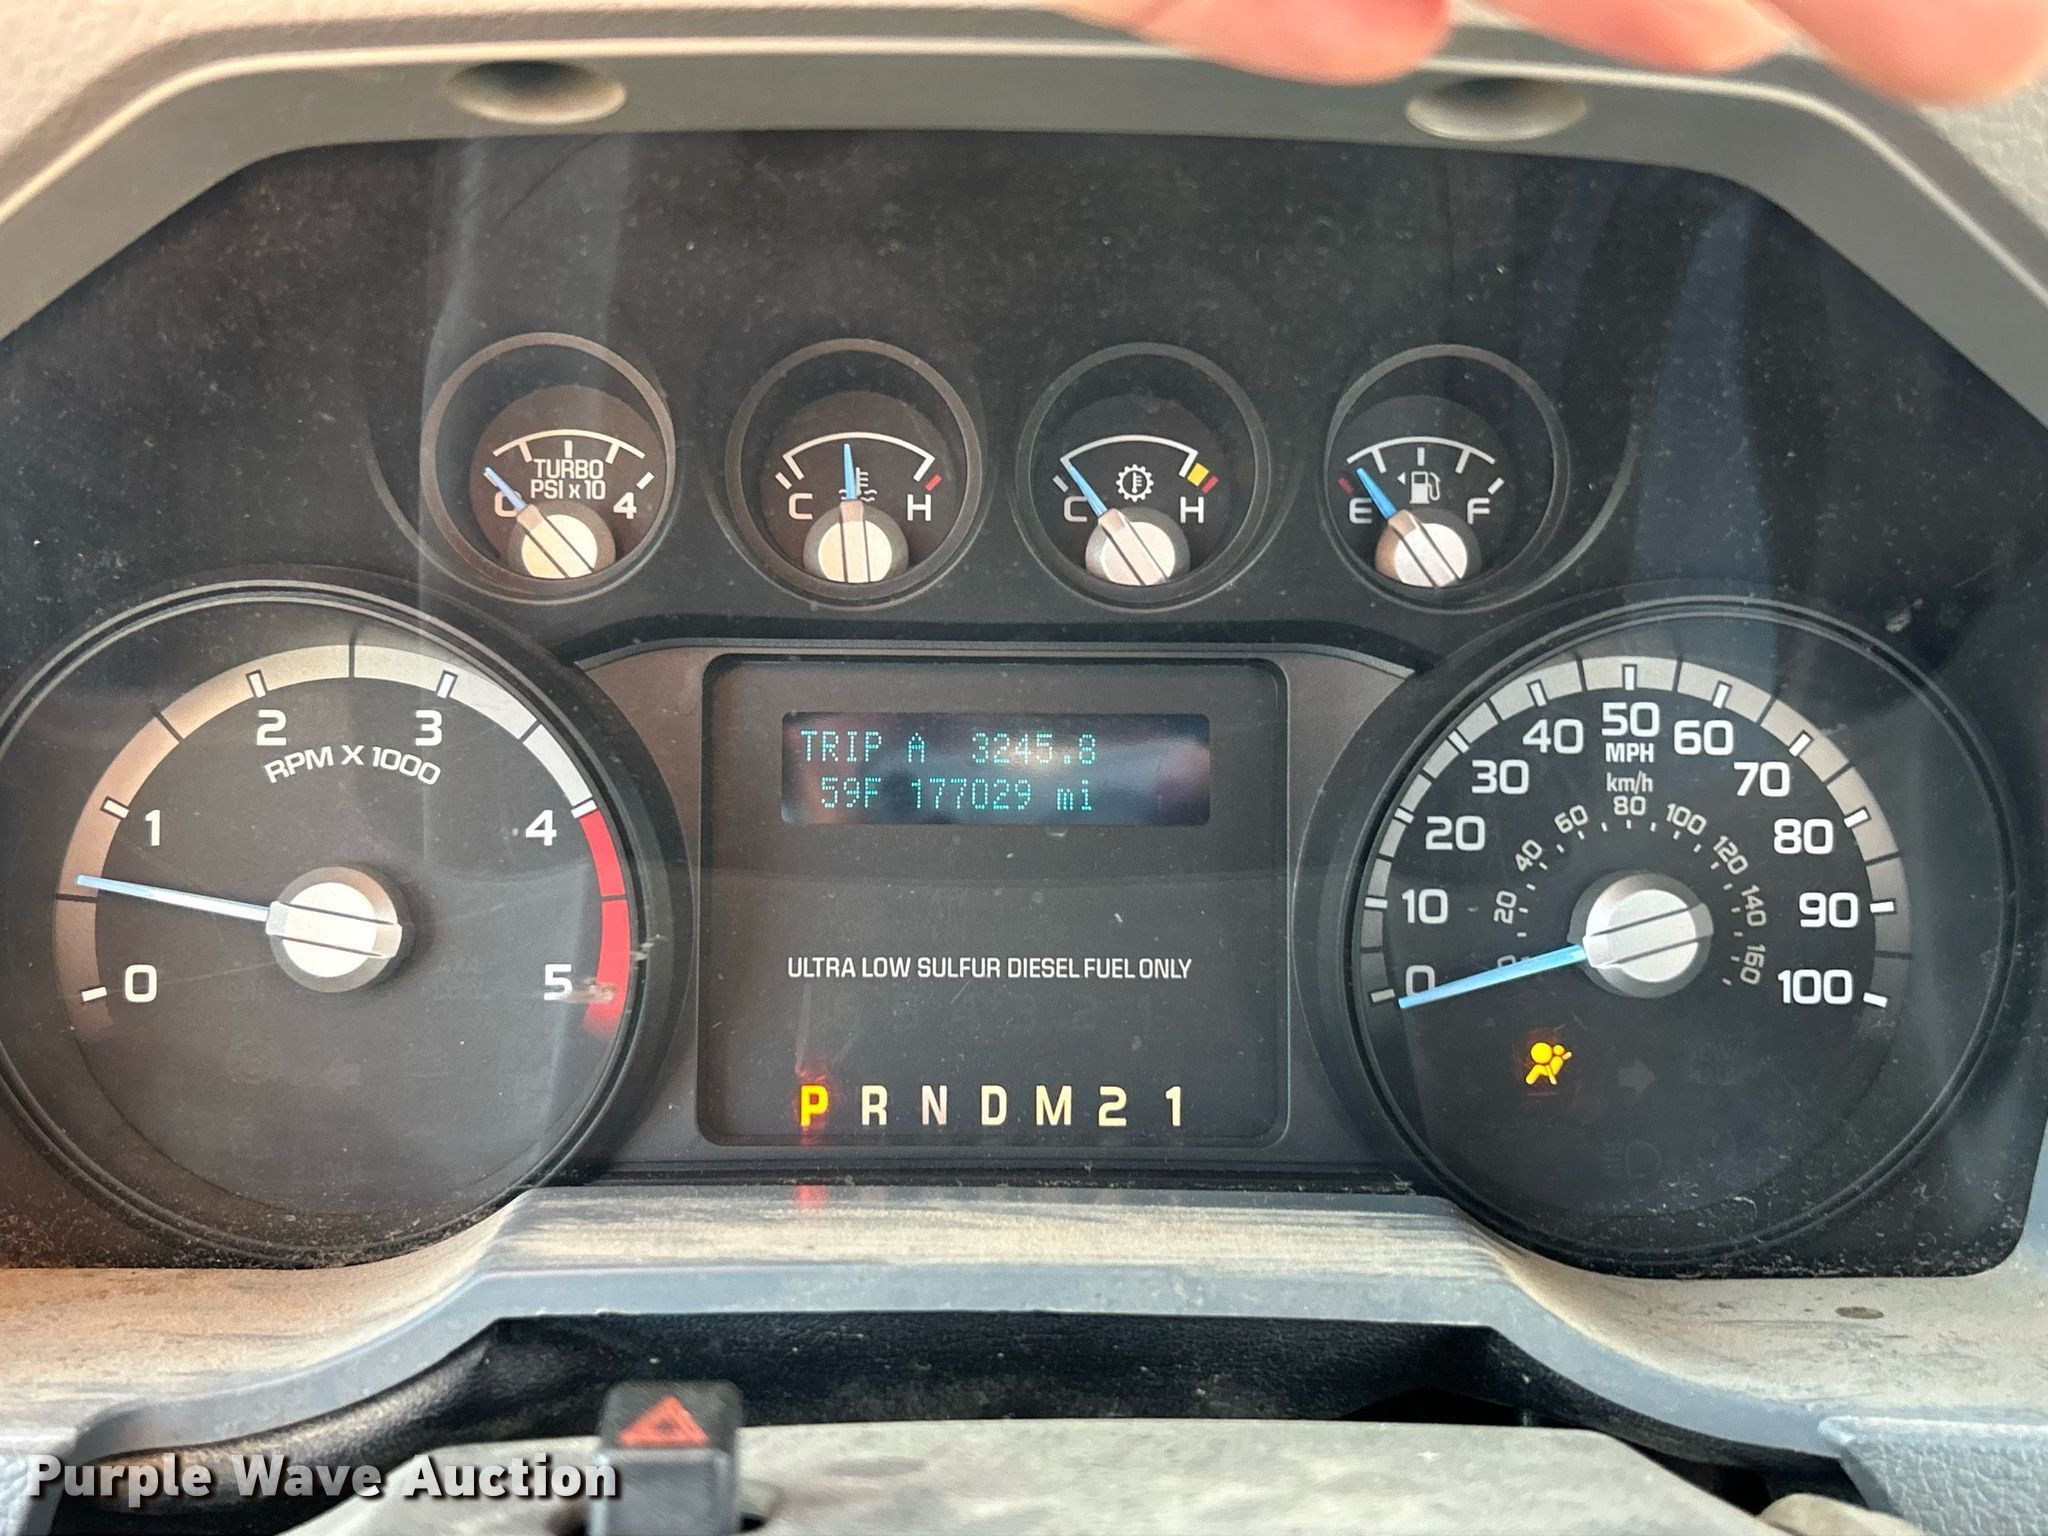 TURBO
PSI x 10
0 4
C H
C H
E F
1 2 3 4
RPM X 1000
0 5
TRIP A 3245.8
59F 177029 mi
ULTRA LOW SULFUR DIESEL FUEL ONLY
P R N D M 2 1
0 10 20 30 40 50 60 70 80 90 100
MPH
km/h
20 40 60 80 100 120 140 160
Purple Wave Auction